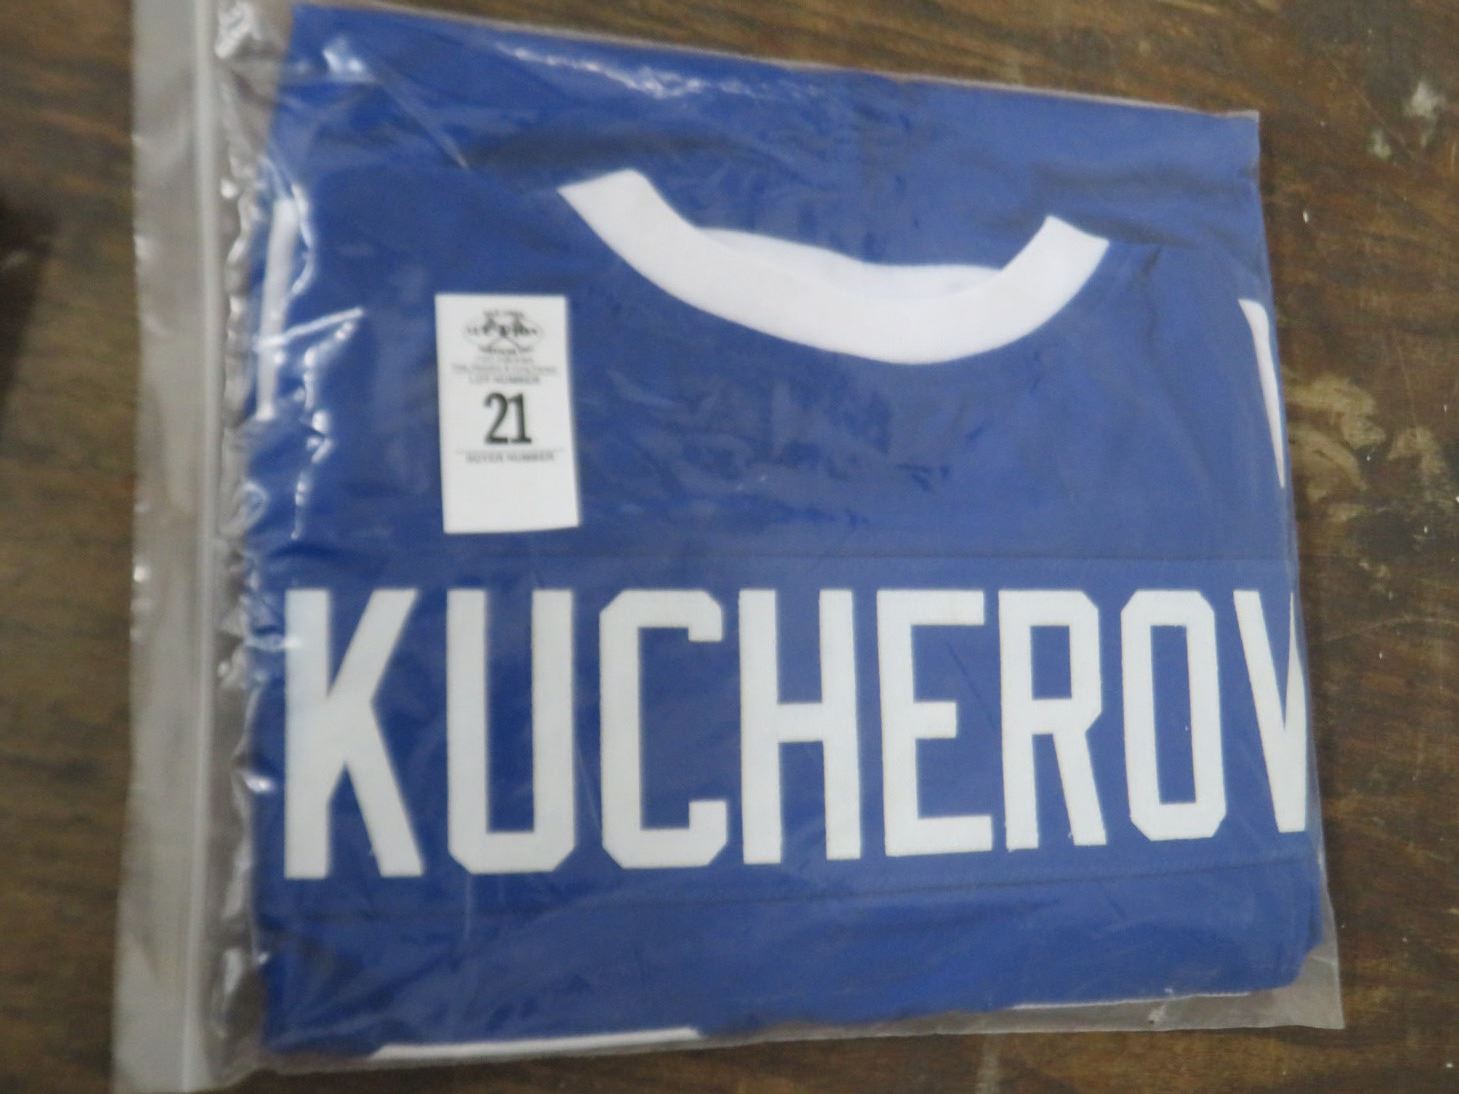 LOT NUMBER
21
BUYER NUMBER
KUCHEROV